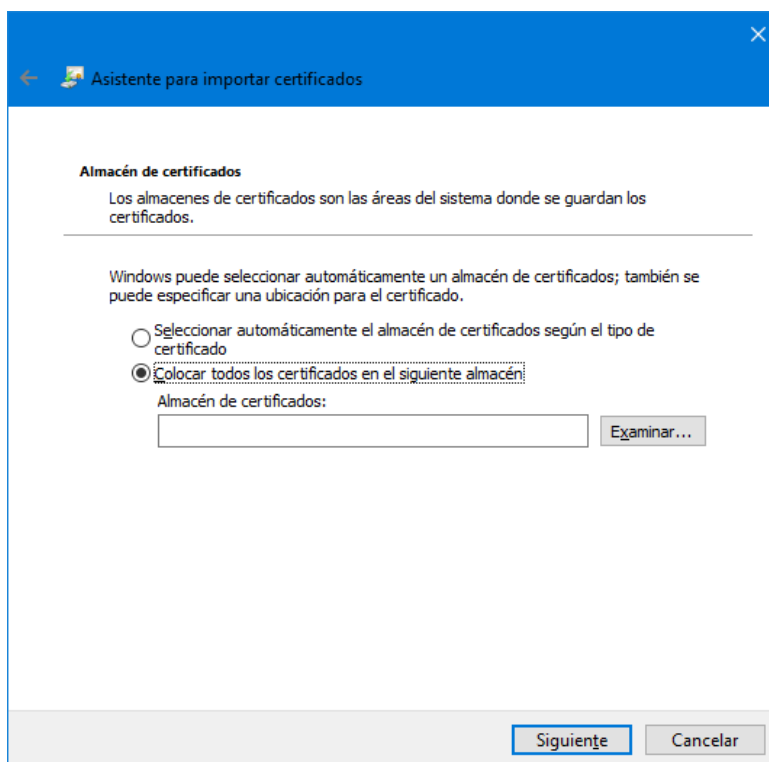 Asistente para importar certificados
Almacén de certificados
Los almacenes de certificados son las áreas del sistema donde se guardan los
certificados.
Windows puede seleccionar automáticamente un almacén de certificados; también se
puede especificar una ubicación para el certificado.
Seleccionar automáticamente el almacén de certificados según el tipo de
certificado
Colocar todos los certificados en el siguiente almacén
Almacén de certificados:
Examinar...
Siguiente
Cancelar